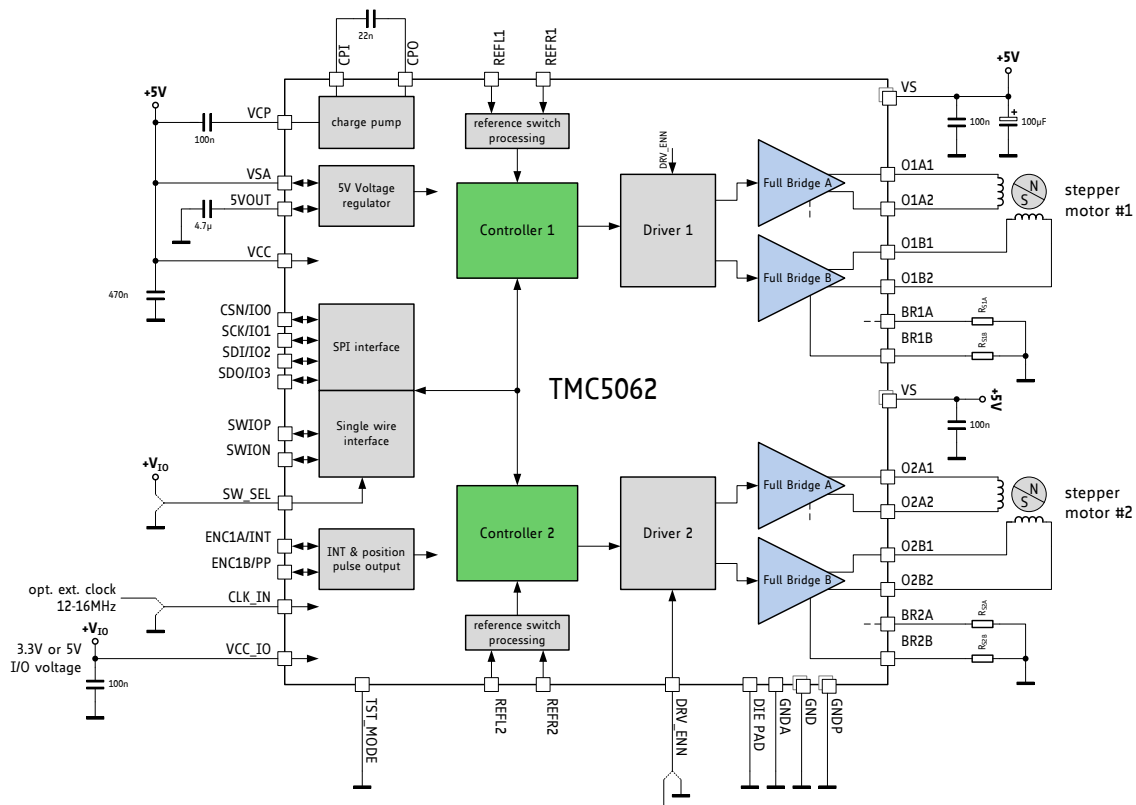 22n
CPI
CPO
REFL1
REFR1
+5V
VCP
100n
charge pump
reference switch
processing
VSA
5VOUT
4.7µ
5V Voltage
regulator
VCC
470n
Controller 1
DRV_ENN
Driver 1
Full Bridge A
Full Bridge B
+5V
VS
100n
+
100µF
O1A1
O1A2
O1B1
O1B2
N
S
stepper
motor #1
BR1A
BR1B
RS1A
RS1B
CSN/IO0
SCK/IO1
SDI/IO2
SDO/IO3
SPI interface
TMC5062
VS
+5V
100n
SWIOP
SWION
Single wire
interface
+VIO
SW_SEL
Controller 2
Driver 2
Full Bridge A
Full Bridge B
O2A1
O2A2
O2B1
O2B2
N
S
stepper
motor #2
BR2A
BR2B
RS2A
RS2B
ENC1A/INT
ENC1B/PP
INT & position
pulse output
opt. ext. clock
12-16MHz
CLK_IN
reference switch
processing
+VIO
3.3V or 5V
I/O voltage
VCC_IO
100n
TST_MODE
REFL2
REFR2
DRV_ENN
DIE PAD
GNDA
GND
GNDP